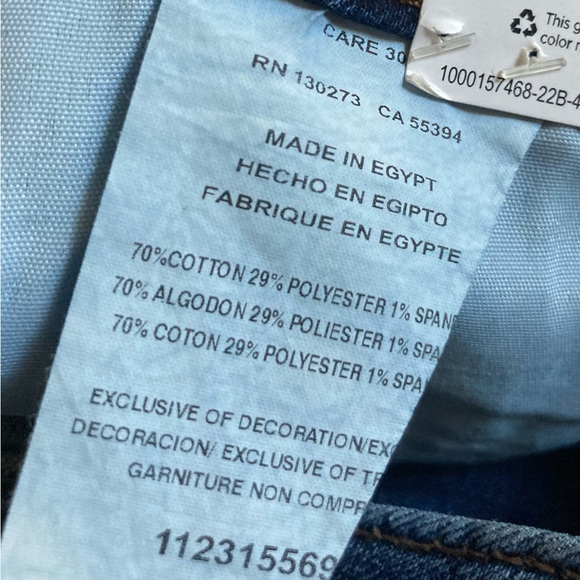 CARE 30
RN 130273 CA 55394
MADE IN EGYPT
HECHO EN EGIPTO
FABRIQUE EN EGYPTE
70%COTTON 29% POLYESTER 1% SPAN
70% ALGODON 29% POLIESTER 1% SPA
70% COTON 29% POLYESTER 1% SPA
EXCLUSIVE OF DECORATION/EX
DECORACION/ EXCLUSIVE OF TR
GARNITURE NON COMPR
112315569
This g
color
1000157468-22B-4